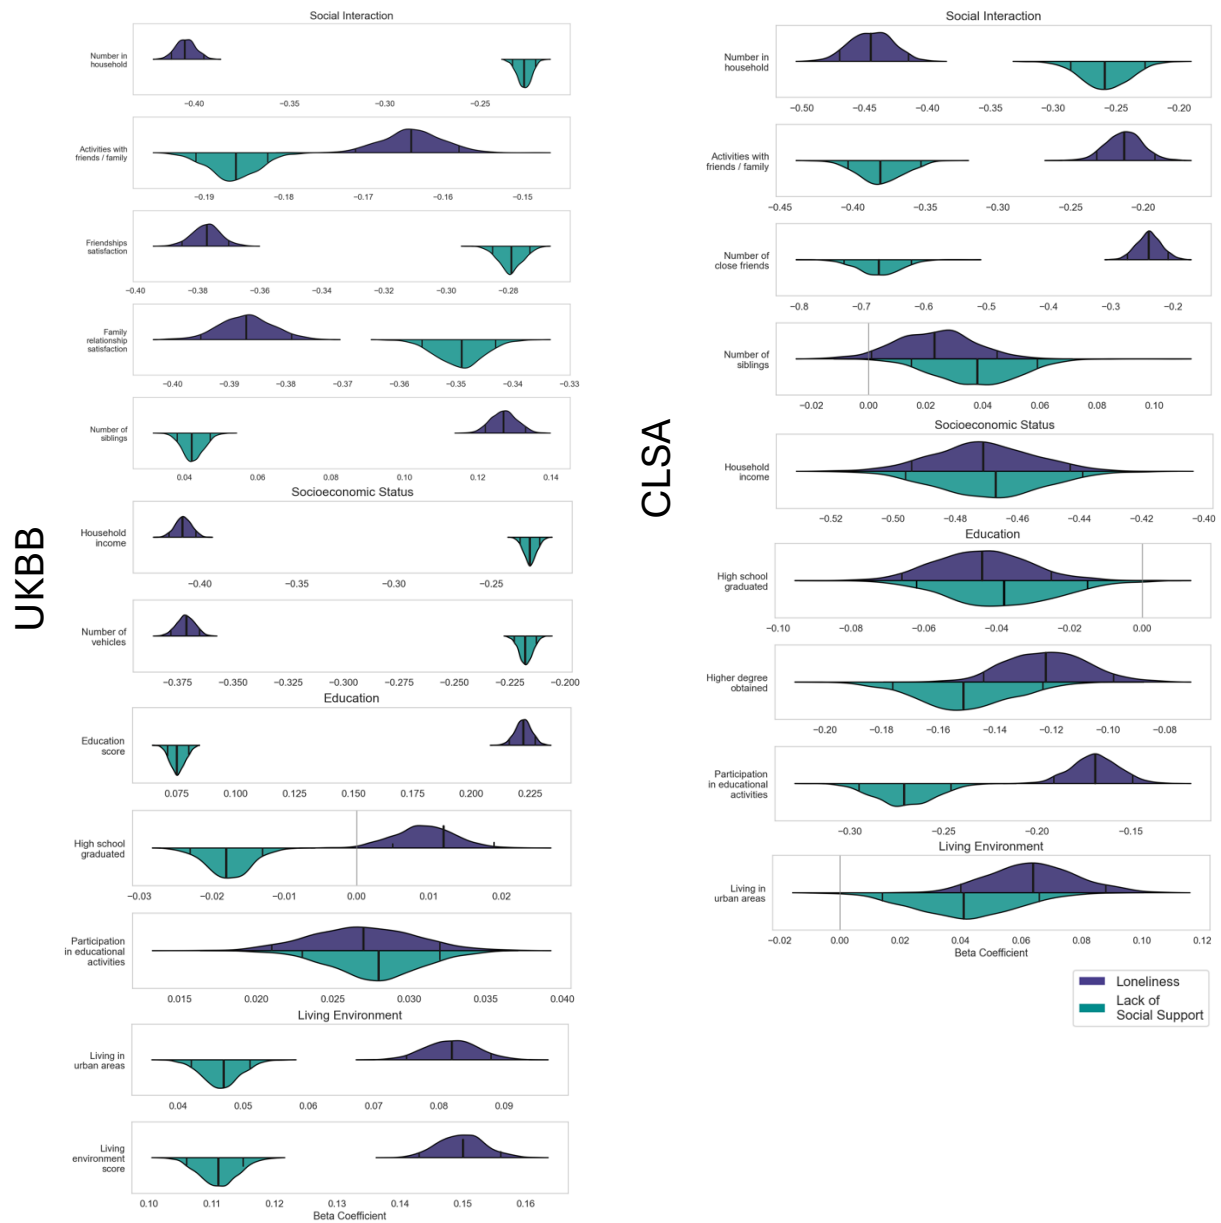 UKBB
Social Interaction
Number in
household
−0.40 −0.35 −0.30 −0.25
Activities with
friends / family
−0.19 −0.18 −0.17 −0.16 −0.15
Friendships
satisfaction
−0.40 −0.38 −0.36 −0.34 −0.32 −0.30 −0.28
Family
relationship
satisfaction
−0.40 −0.39 −0.38 −0.37 −0.36 −0.35 −0.34 −0.33
Number of
siblings
0.04 0.06 0.08 0.10 0.12 0.14
Socioeconomic Status
Household
income
−0.40 −0.35 −0.30 −0.25
Number of
vehicles
−0.375 −0.350 −0.325 −0.300 −0.275 −0.250 −0.225 −0.200
Education
Education
score
0.075 0.100 0.125 0.150 0.175 0.200 0.225
High school
graduated
−0.03 −0.02 −0.01 0.00 0.01 0.02
Participation
in educational
activities
0.015 0.020 0.025 0.030 0.035 0.040
Living Environment
Living in
urban areas
0.04 0.05 0.06 0.07 0.08 0.09
Living
environment
score
0.10 0.11 0.12 0.13 0.14 0.15 0.16
Beta Coefficient
CLSA
Social Interaction
Number in
household
−0.50 −0.45 −0.40 −0.35 −0.30 −0.25 −0.20
Activities with
friends / family
−0.45 −0.40 −0.35 −0.30 −0.25 −0.20
Number of
close friends
−0.8 −0.7 −0.6 −0.5 −0.4 −0.3 −0.2
Number of
siblings
−0.02 0.00 0.02 0.04 0.06 0.08 0.10
Socioeconomic Status
Household
income
−0.52 −0.50 −0.48 −0.46 −0.44 −0.42 −0.40
Education
High school
graduated
−0.10 −0.08 −0.06 −0.04 −0.02 0.00
Higher degree
obtained
−0.20 −0.18 −0.16 −0.14 −0.12 −0.10 −0.08
Participation
in educational
activities
−0.30 −0.25 −0.20 −0.15
Living Environment
Living in
urban areas
−0.02 0.00 0.02 0.04 0.06 0.08 0.10 0.12
Beta Coefficient
Loneliness
Lack of
Social Support